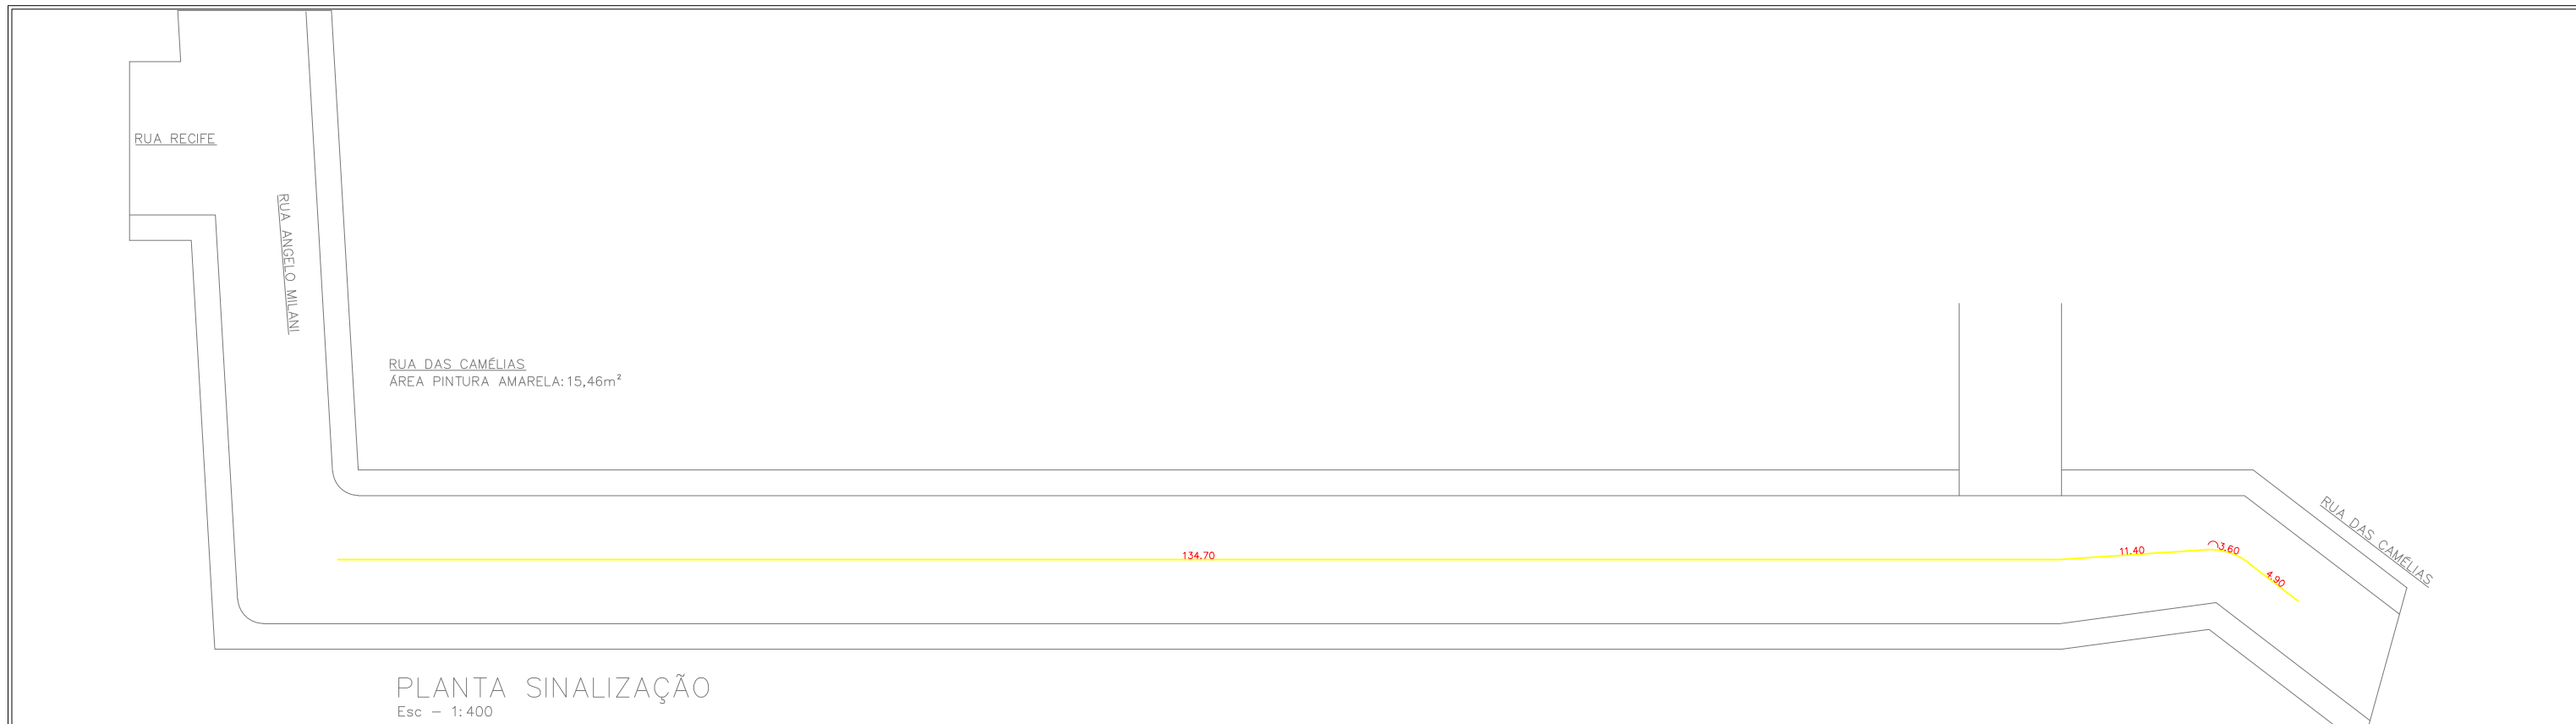 RUA RECIFE
RUA ANGELO MILANI
RUA DAS CAMÉLIAS
ÁREA PINTURA AMARELA:15,46m²
RUA DAS CAMÉLIAS
134.70
11.40
3.60
4.90
PLANTA SINALIZAÇÃO
Esc - 1:400